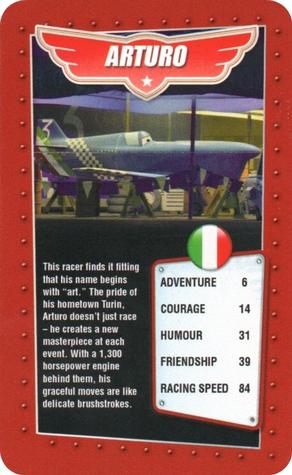 ARTURO
3
This racer finds it fitting
that his name begins
with “art.” The pride of
his hometown Turin,
Arturo doesn’t just race
– he creates a new
masterpiece at each
event. With a 1,300
horsepower engine
behind them, his
graceful moves are like
delicate brushstrokes.
ADVENTURE 6
COURAGE 14
HUMOUR 31
FRIENDSHIP 39
RACING SPEED 84